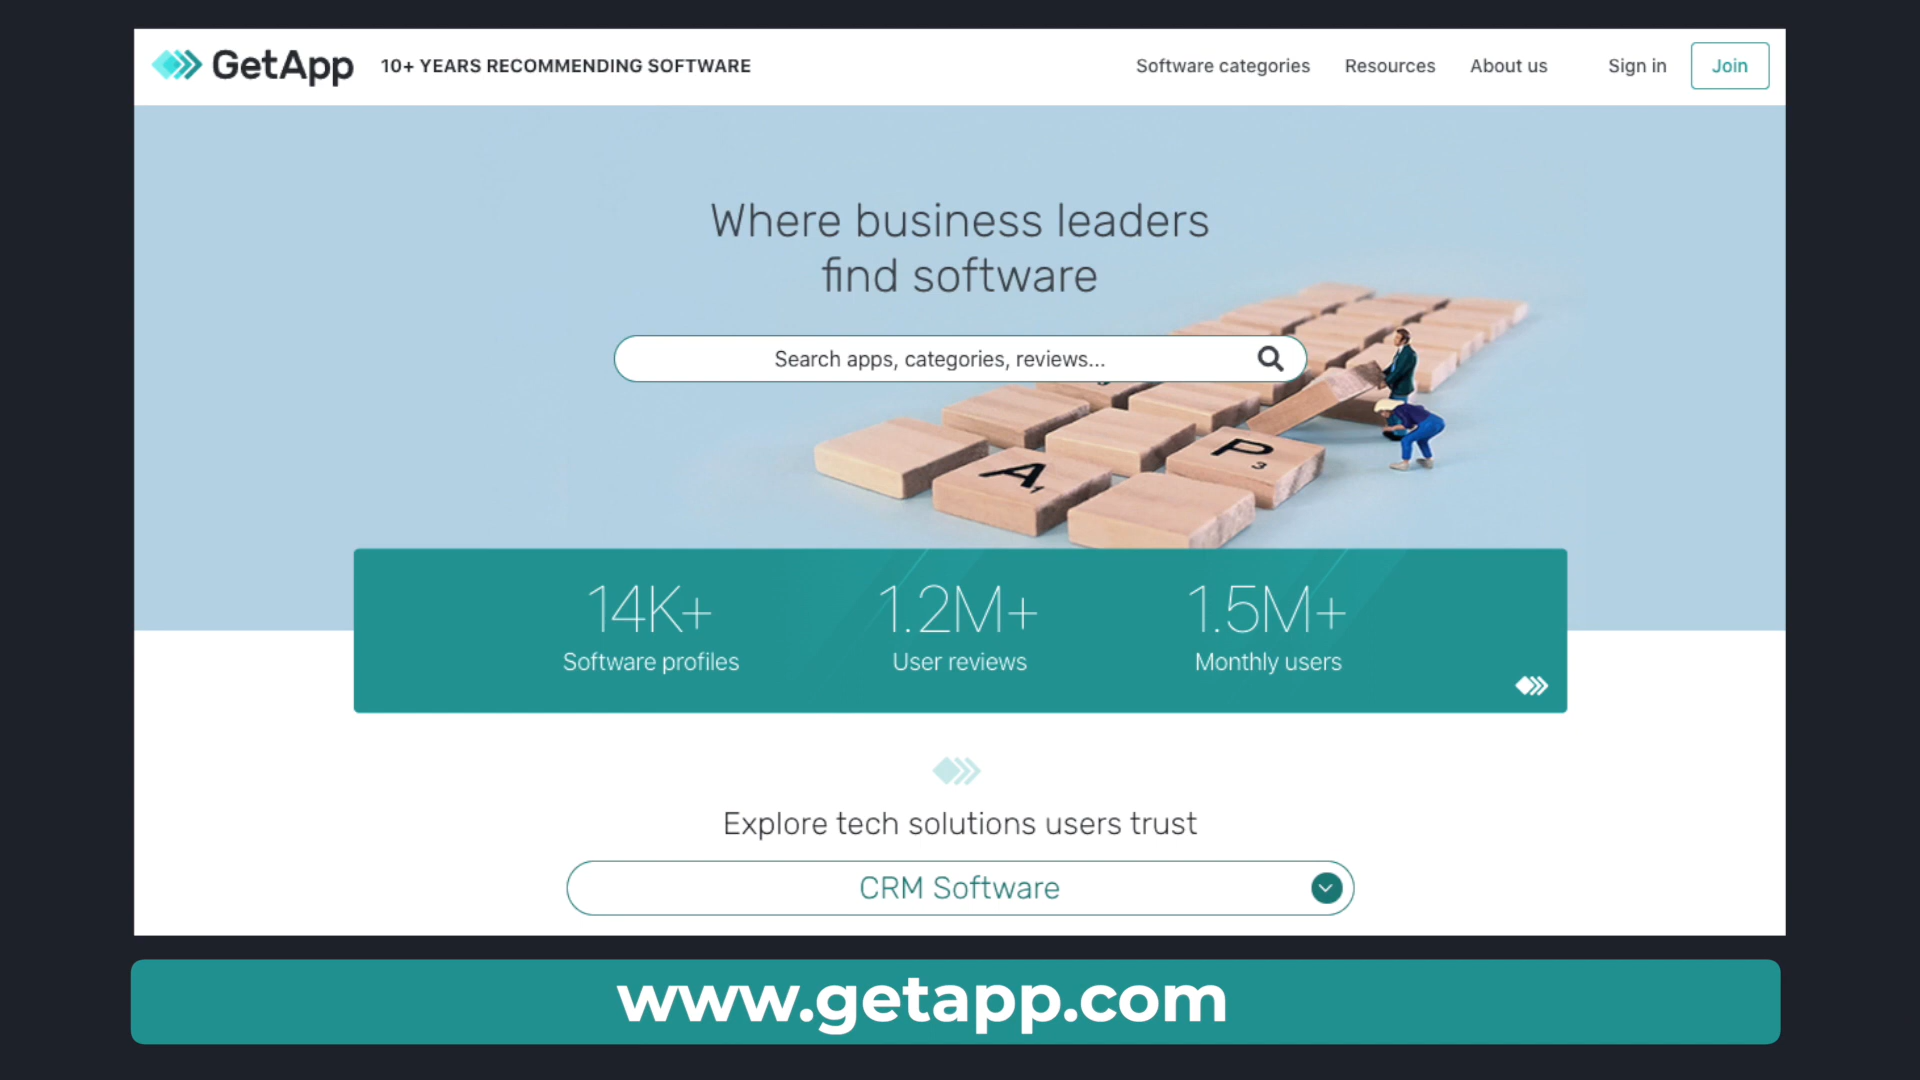 GetApp 10+ YEARS RECOMMENDING SOFTWARE Software categories Resources About us Sign in Join
Where business leaders
find software
Search apps, categories, reviews...
P3
A1
14K+ 1.2M+ 1.5M+
Software profiles User reviews Monthly users
Explore tech solutions users trust
CRM Software
www.getapp.com